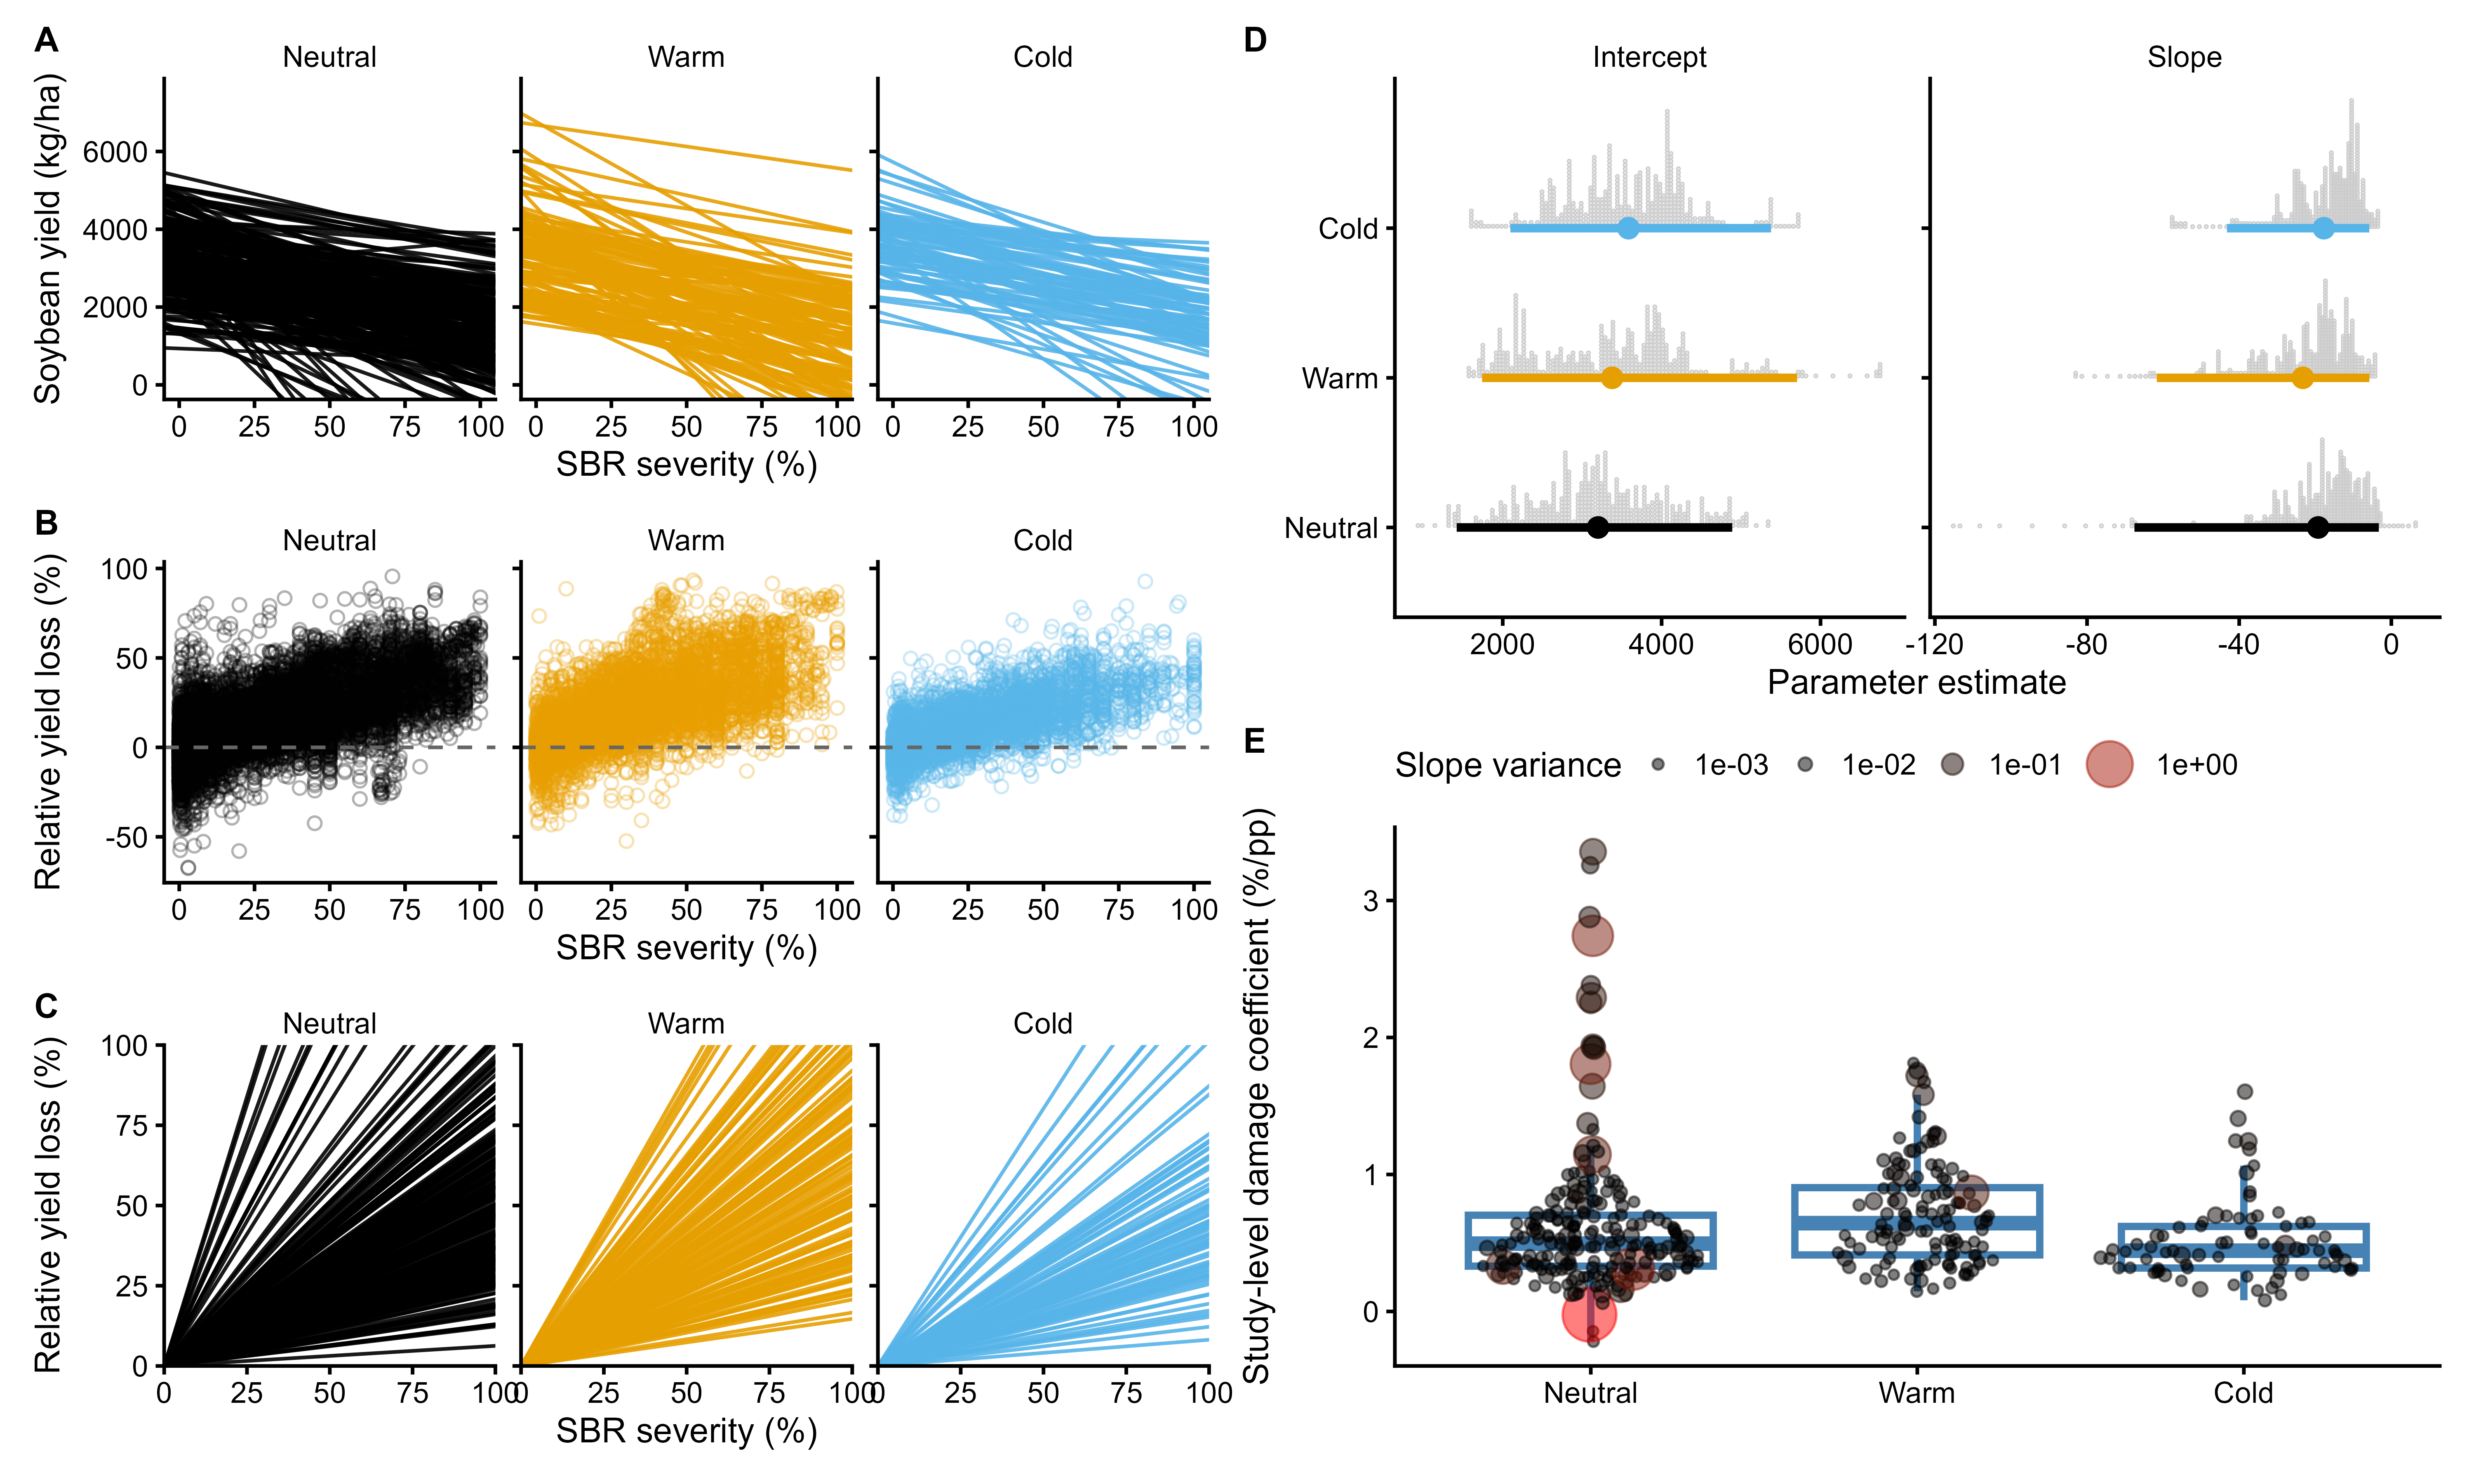 A
Neutral Warm Cold
Soybean yield (kg/ha)
6000
4000
2000
0
0 25 50 75 100 0 25 50 75 100 0 25 50 75 100
SBR severity (%)
B
Neutral Warm Cold
Relative yield loss (%)
100
50
0
-50
0 25 50 75 100 0 25 50 75 100 0 25 50 75 100
SBR severity (%)
C
Neutral Warm Cold
Relative yield loss (%)
100
75
50
25
0
0 25 50 75 100 0 25 50 75 100 0 25 50 75 100
SBR severity (%)
D
Intercept Slope
Cold
Warm
Neutral
2000 4000 6000 -120 -80 -40 0
Parameter estimate
E
Slope variance 1e-03 1e-02 1e-01 1e+00
Study-level damage coefficient (%/pp)
3
2
1
0
Neutral Warm Cold